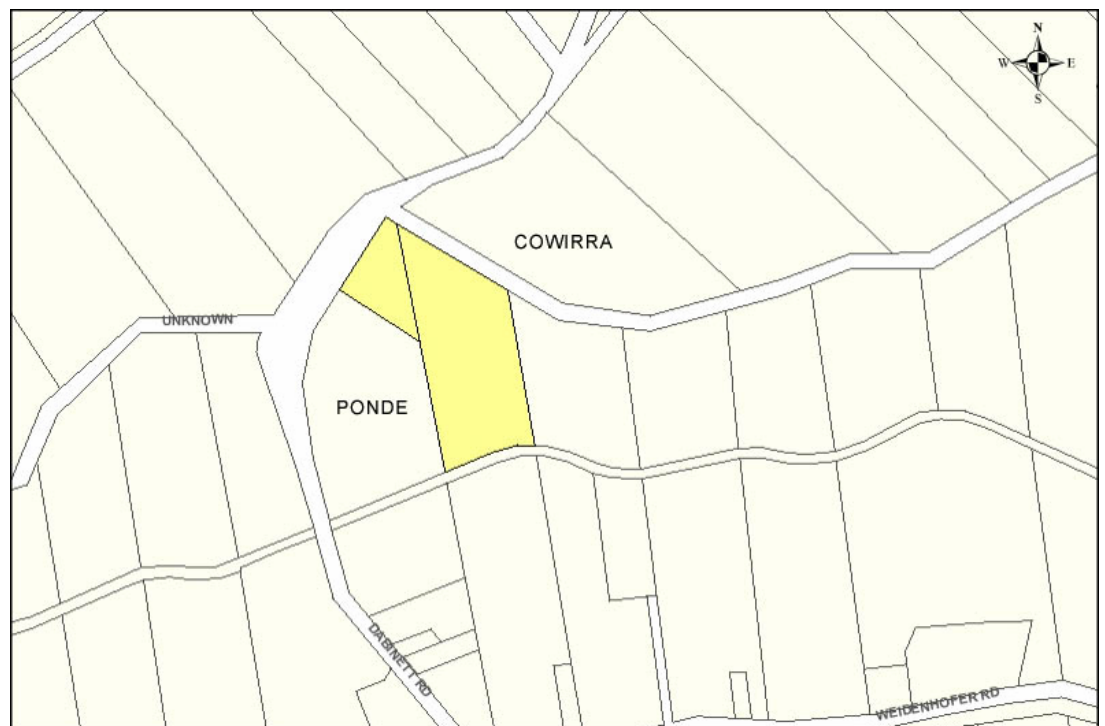 N
W E
S
COWIRRA
UNKNOWN
PONDE
DABINETT RD
WEIDENHOFER RD